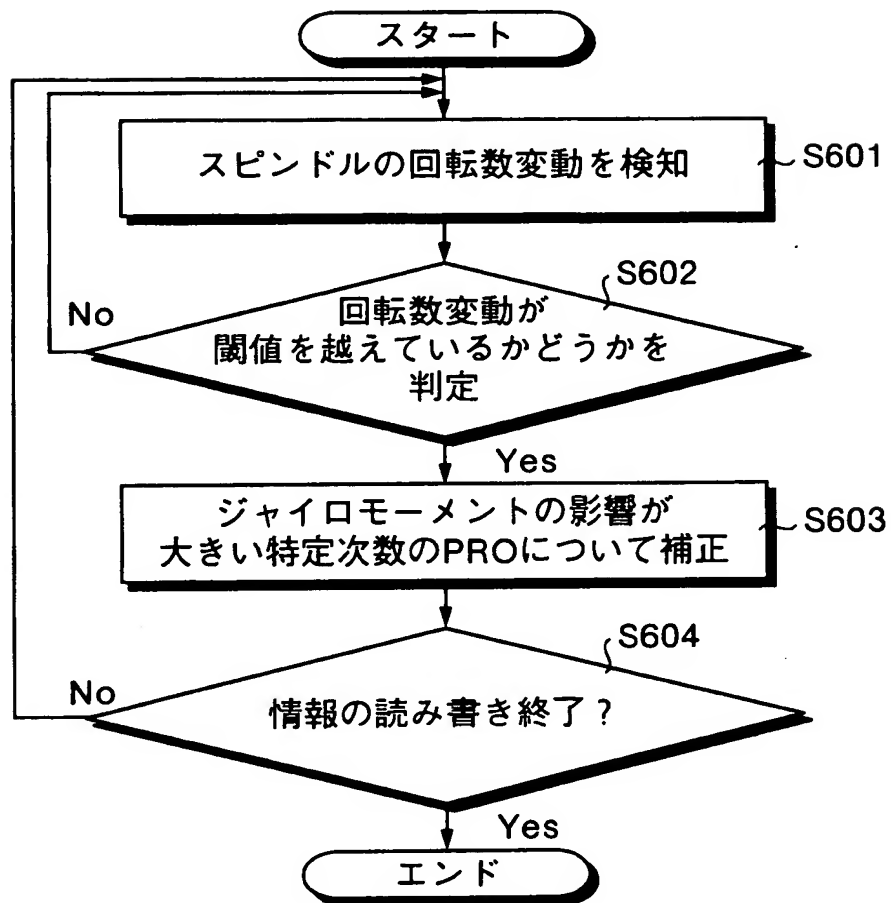 スタート
スピンドルの回転数変動を検知
S601
S602
No
回転数変動が
閾値を越えているかどうかを
判定
Yes
ジャイロモーメントの影響が
大きい特定次数のPROについて補正
S603
S604
No
情報の読み書き終了?
Yes
エンド